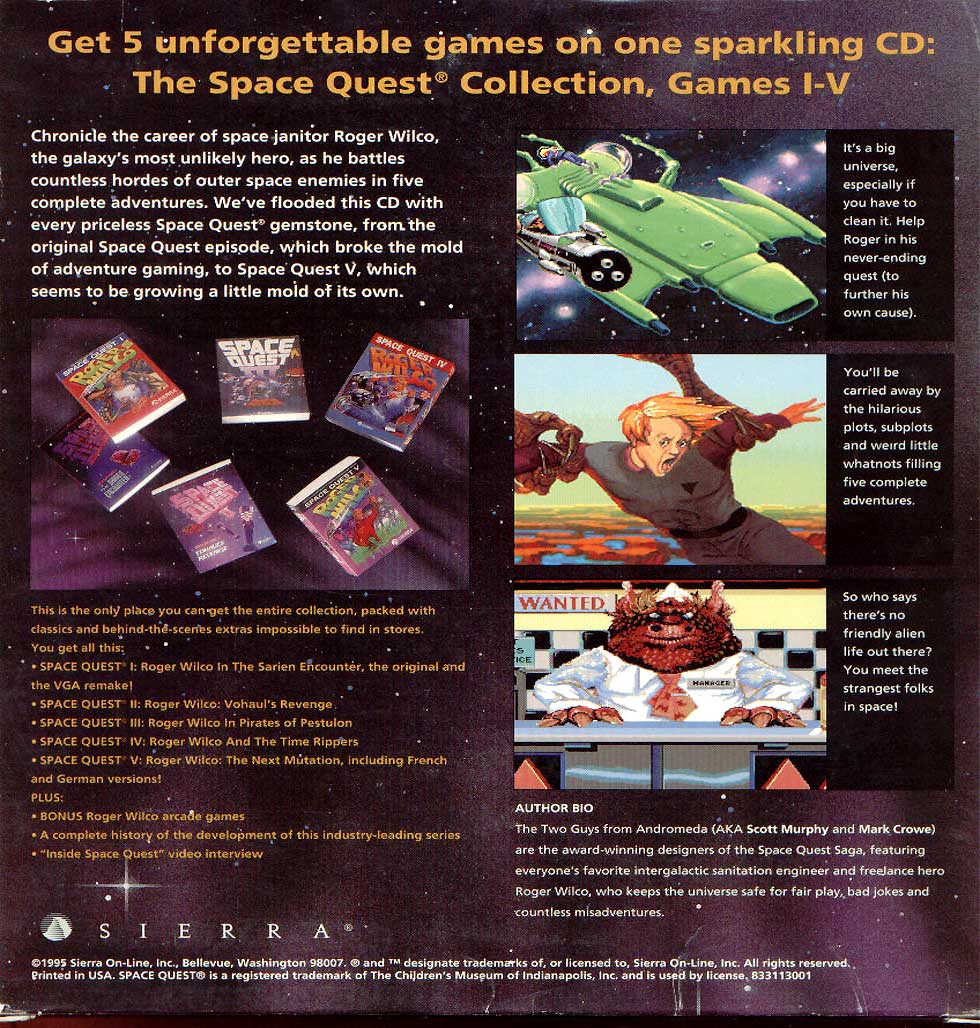 Get 5 unforgettable games on one sparkling CD:
The Space Quest® Collection, Games I-V
Chronicle the career of space janitor Roger Wilco,
the galaxy's most unlikely hero, as he battles
countless hordes of outer space enemies in five
complete adventures. We've flooded this CD with
every priceless Space Quest® gemstone, from the
original Space Quest episode, which broke the mold
of adventure gaming, to Space Quest V, which
seems to be growing a little mold of its own.
SPACE QUEST I
ROGER
WILCO
SIERRA
SPACE
QUEST
III
SPACE QUEST IV
ROGER
WILCO
SPACE
QUEST
SPACE QUEST V
ROGER
WILCO
This is the only place you can get the entire collection, packed with
classics and behind-the-scenes extras impossible to find in stores.
You get all this:
• SPACE QUEST® I: Roger Wilco In The Sarien Encounter, the original and
the VGA remake!
• SPACE QUEST® II: Roger Wilco: Vohaul's Revenge
• SPACE QUEST® III: Roger Wilco In Pirates of Pestulon
• SPACE QUEST® IV: Roger Wilco And The Time Rippers
• SPACE QUEST® V: Roger Wilco: The Next Mutation, including French
and German versions!
PLUS:
• BONUS Roger Wilco arcade games
• A complete history of the development of this industry-leading series
• "Inside Space Quest" video interview
It's a big
universe,
especially if
you have to
clean it. Help
Roger in his
never-ending
quest (to
further his
own cause).
You'll be
carried away by
the hilarious
plots, subplots
and weird little
whatnots filling
five complete
adventures.
WANTED
MANAGER
So who says
there's no
friendly alien
life out there?
You meet the
strangest folks
in space!
AUTHOR BIO
The Two Guys from Andromeda (AKA Scott Murphy and Mark Crowe)
are the award-winning designers of the Space Quest Saga, featuring
everyone's favorite intergalactic sanitation engineer and freelance hero
Roger Wilco, who keeps the universe safe for fair play, bad jokes and
countless misadventures.
SIERRA®
©1995 Sierra On-Line, Inc., Bellevue, Washington 98007. ® and ™ designate trademarks of, or licensed to, Sierra On-Line, Inc. All rights reserved.
Printed in USA. SPACE QUEST® is a registered trademark of The Children's Museum of Indianapolis, Inc. and is used by license. 833113001